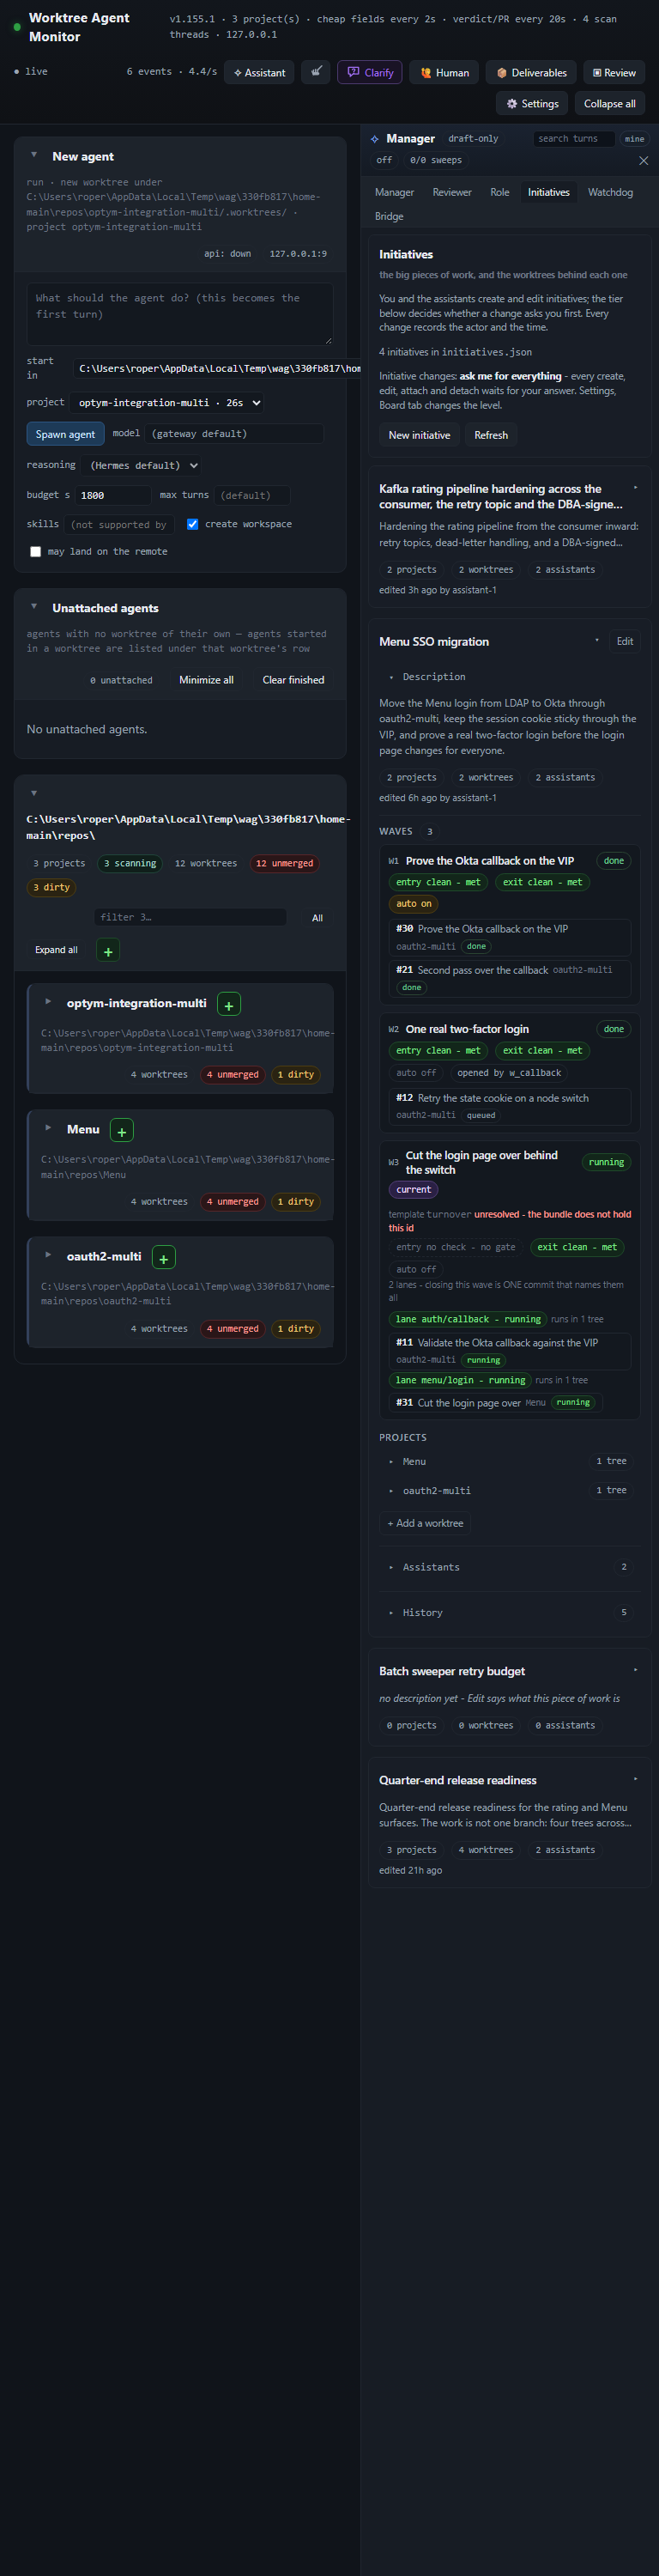 Worktree Agent Monitor
v1.155.1 · 3 project(s) · cheap fields every 2s · verdict/PR every 20s · 4 scan threads · 127.0.0.1
live
6 events · 4.4/s
Assistant
Clarify
Human
Deliverables
Review
Settings
Collapse all
New agent
run · new worktree under
C:\Users\roper\AppData\Local\Temp\wag\330fb817\home-
main\repos\optym-integration-multi/.worktrees/ ·
project optym-integration-multi
api: down
127.0.0.1:9
What should the agent do? (this becomes the
first turn)
start in
C:\Users\roper\AppData\Local\Temp\wag\330fb817\hom
project
optym-integration-multi · 26s
Spawn agent
model
(gateway default)
reasoning
(Hermes default)
budget s
1800
max turns
(default)
skills
(not supported by
create workspace
may land on the remote
Unattached agents
agents with no worktree of their own — agents started
in a worktree are listed under that worktree's row
0 unattached
Minimize all
Clear finished
No unattached agents.
C:\Users\roper\AppData\Local\Temp\wag\330fb817\home-
main\repos\
3 projects
3 scanning
12 worktrees
12 unmerged
3 dirty
filter 3…
All
Expand all
+
optym-integration-multi
+
C:\Users\roper\AppData\Local\Temp\wag\330fb817\home-
main\repos\optym-integration-multi
4 worktrees
4 unmerged
1 dirty
Menu
+
C:\Users\roper\AppData\Local\Temp\wag\330fb817\home-
main\repos\Menu
4 worktrees
4 unmerged
1 dirty
oauth2-multi
+
C:\Users\roper\AppData\Local\Temp\wag\330fb817\home-
main\repos\oauth2-multi
4 worktrees
4 unmerged
1 dirty
Manager
draft-only
search turns
mine
off
0/0 sweeps
Manager
Reviewer
Role
Initiatives
Watchdog
Bridge
Initiatives
the big pieces of work, and the worktrees behind each one
You and the assistants create and edit initiatives; the tier
below decides whether a change asks you first. Every
change records the actor and the time.
4 initiatives in initiatives.json
Initiative changes: ask me for everything - every create,
edit, attach and detach waits for your answer. Settings,
Board tab changes the level.
New initiative
Refresh
Kafka rating pipeline hardening across the
consumer, the retry topic and the DBA-signe...
Hardening the rating pipeline from the consumer inward:
retry topics, dead-letter handling, and a DBA-signed...
2 projects
2 worktrees
2 assistants
edited 3h ago by assistant-1
Menu SSO migration
Edit
Description
Move the Menu login from LDAP to Okta through
oauth2-multi, keep the session cookie sticky through the
VIP, and prove a real two-factor login before the login
page changes for everyone.
2 projects
2 worktrees
2 assistants
edited 6h ago by assistant-1
WAVES 3
W1 Prove the Okta callback on the VIP
done
entry clean - met
exit clean - met
auto on
#30 Prove the Okta callback on the VIP
oauth2-multi done
#21 Second pass over the callback oauth2-multi
done
W2 One real two-factor login
done
entry clean - met
exit clean - met
auto off
opened by w_callback
#12 Retry the state cookie on a node switch
oauth2-multi queued
W3 Cut the login page over behind
the switch
running
current
template turnover unresolved - the bundle does not hold
this id
entry no check - no gate
exit clean - met
auto off
2 lanes - closing this wave is ONE commit that names them
all
lane auth/callback - running runs in 1 tree
#11 Validate the Okta callback against the VIP
oauth2-multi running
lane menu/login - running runs in 1 tree
#31 Cut the login page over Menu running
PROJECTS
Menu
1 tree
oauth2-multi
1 tree
+ Add a worktree
Assistants
2
History
5
Batch sweeper retry budget
no description yet - Edit says what this piece of work is
0 projects
0 worktrees
0 assistants
Quarter-end release readiness
Quarter-end release readiness for the rating and Menu
surfaces. The work is not one branch: four trees across...
3 projects
4 worktrees
2 assistants
edited 21h ago